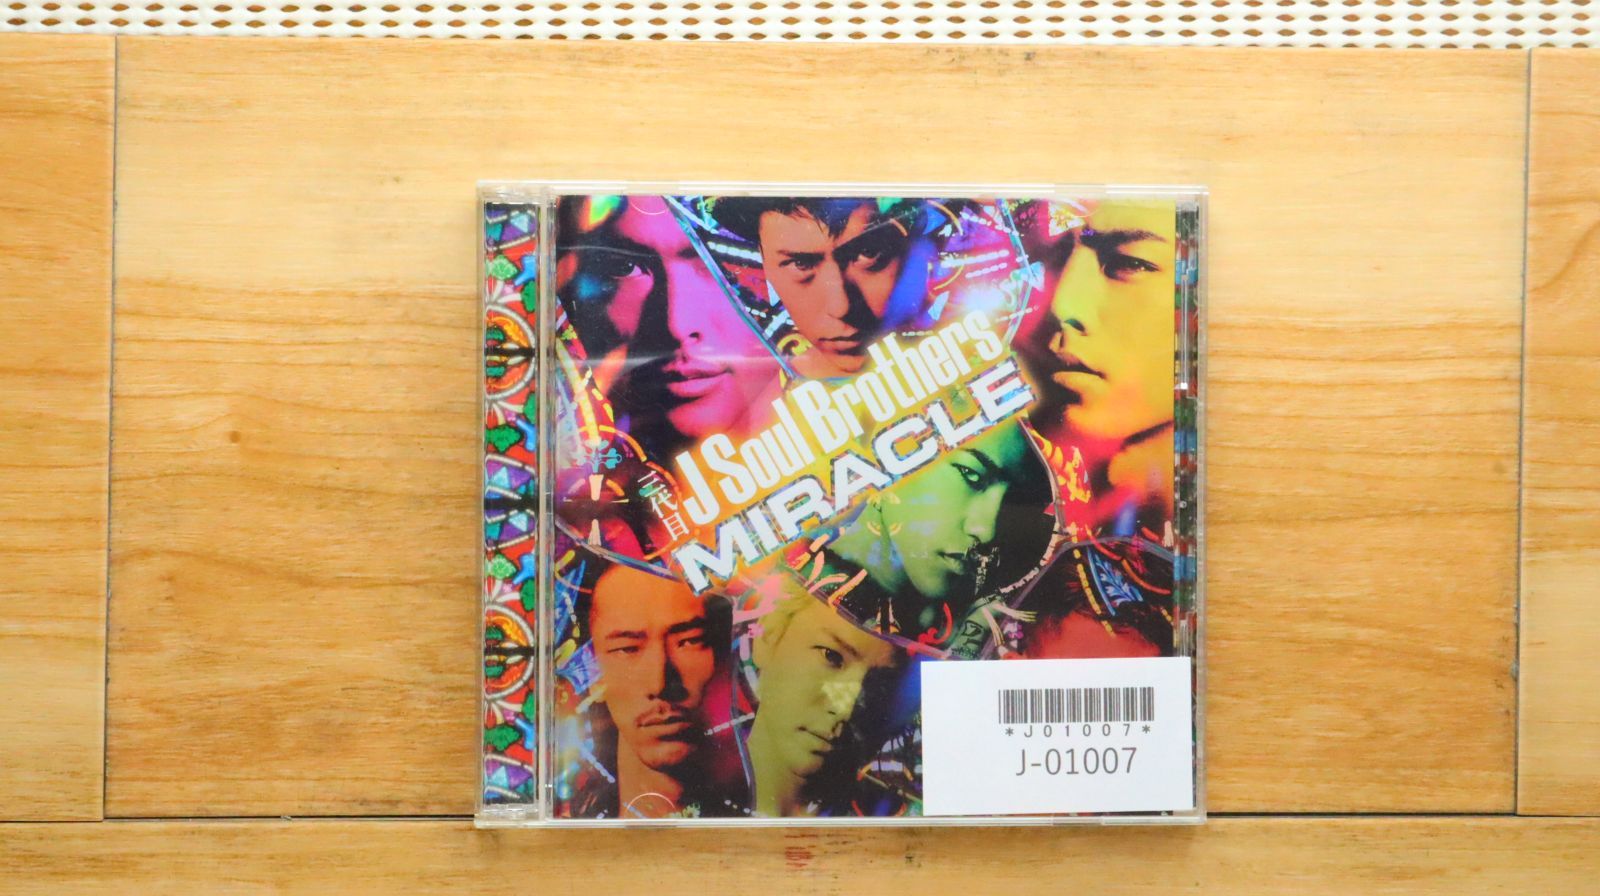 三代目
J Soul Brothers
MIRACLE
*J01007*
J-01007